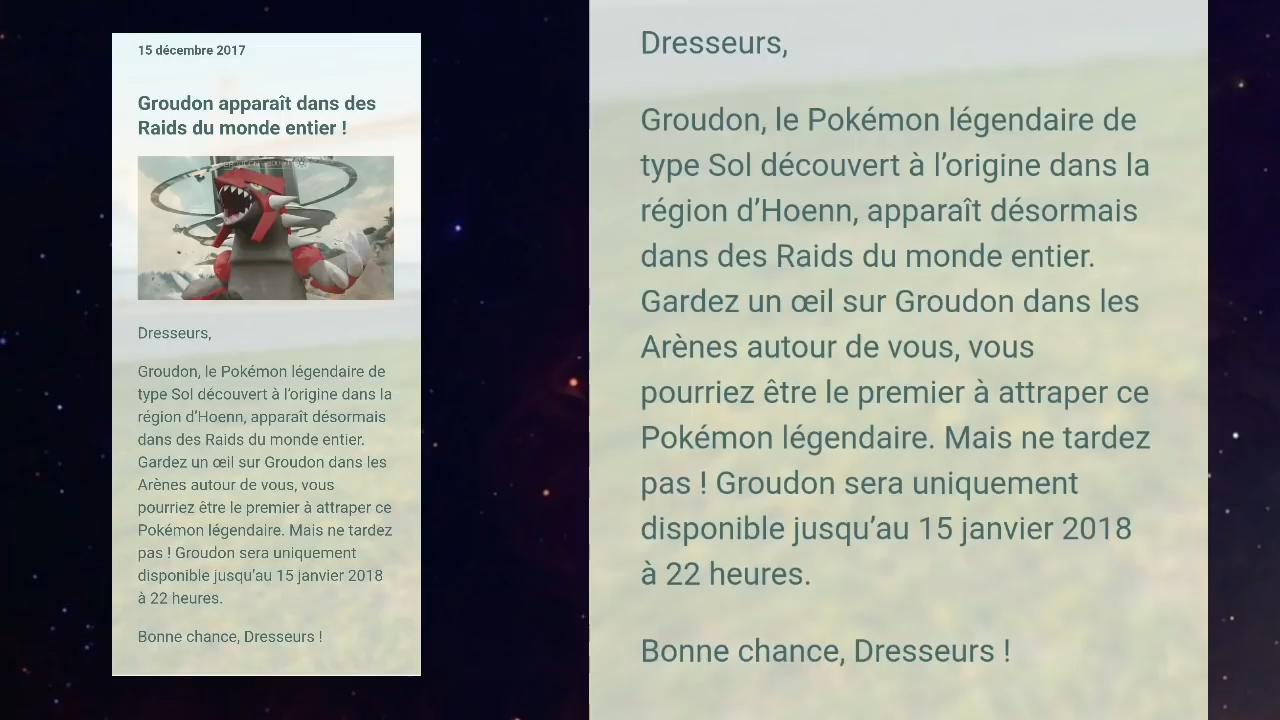 15 décembre 2017
Groudon apparaît dans des
Raids du monde entier !
Dresseurs,
Groudon, le Pokémon légendaire de
type Sol découvert à l’origine dans la
région d’Hoenn, apparaît désormais
dans des Raids du monde entier.
Gardez un œil sur Groudon dans les
Arènes autour de vous, vous
pourriez être le premier à attraper ce
Pokémon légendaire. Mais ne tardez
pas ! Groudon sera uniquement
disponible jusqu’au 15 janvier 2018
à 22 heures.
Bonne chance, Dresseurs !
Dresseurs,
Groudon, le Pokémon légendaire de
type Sol découvert à l’origine dans la
région d’Hoenn, apparaît désormais
dans des Raids du monde entier.
Gardez un œil sur Groudon dans les
Arènes autour de vous, vous
pourriez être le premier à attraper ce
Pokémon légendaire. Mais ne tardez
pas ! Groudon sera uniquement
disponible jusqu’au 15 janvier 2018
à 22 heures.
Bonne chance, Dresseurs !